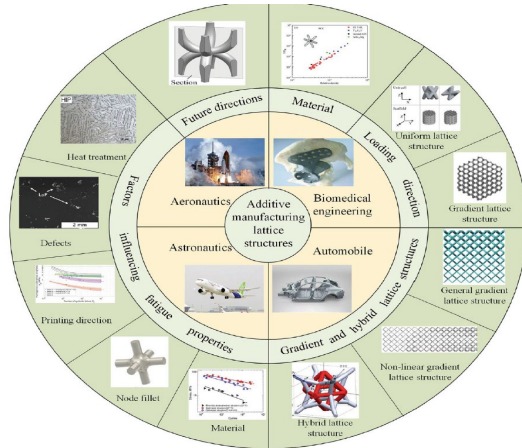 Section
Future directions
Material
Loading direction
Uniform lattice
structure
Gradient lattice
structure
Heat treatment
Factors influencing fatigue properties
Aeronautics
Biomedical
engineering
Additive
manufacturing
lattice
structures
Defects
2 mm
Astronautics
Automobile
General gradient
lattice structure
Gradient and hybrid lattice structures
Printing direction
Non-linear gradient
lattice structure
Node fillet
Material
Hybrid lattice
structure